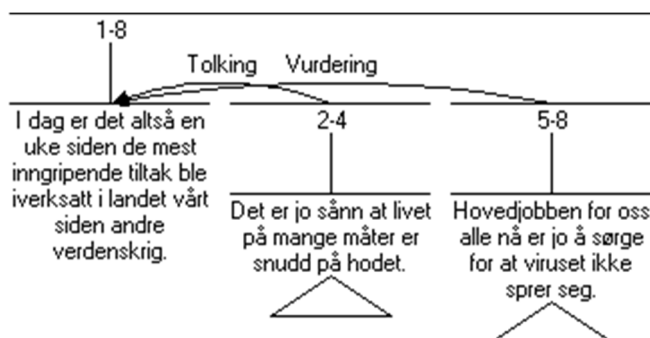 1-8
Tolking
Vurdering
I dag er det altså en
uke siden de mest
inngripende tiltak ble
iverksatt i landet vårt
siden andre
verdenskrig.
2-4
Det er jo sånn at livet
på mange måter er
snudd på hodet.
5-8
Hovedjobben for oss
alle nå er jo å sørge
for at viruset ikke
sprer seg.